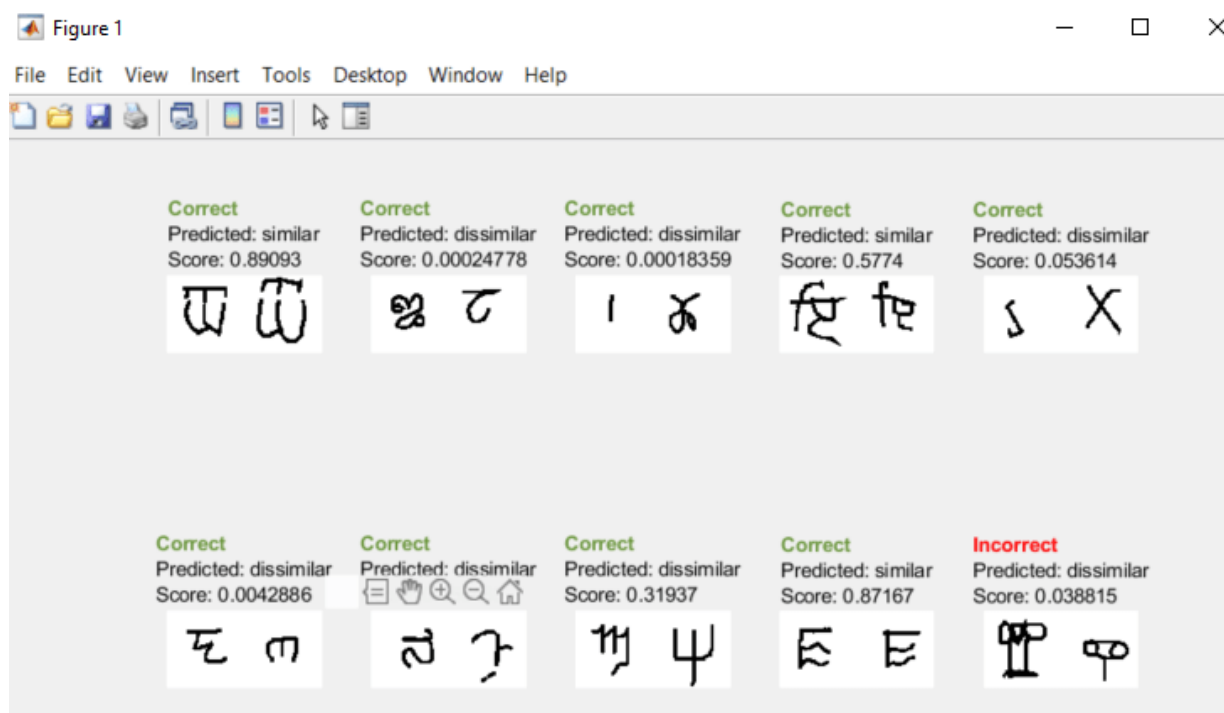 Figure 1
File Edit View Insert Tools Desktop Window Help
Correct
Predicted: similar
Score: 0.89093
Correct
Predicted: dissimilar
Score: 0.00024778
Correct
Predicted: dissimilar
Score: 0.00018359
Correct
Predicted: similar
Score: 0.5774
Correct
Predicted: dissimilar
Score: 0.053614
Correct
Predicted: dissimilar
Score: 0.0042886
Correct
Predicted: dissimilar
Correct
Predicted: dissimilar
Score: 0.31937
Correct
Predicted: similar
Score: 0.87167
Incorrect
Predicted: dissimilar
Score: 0.038815